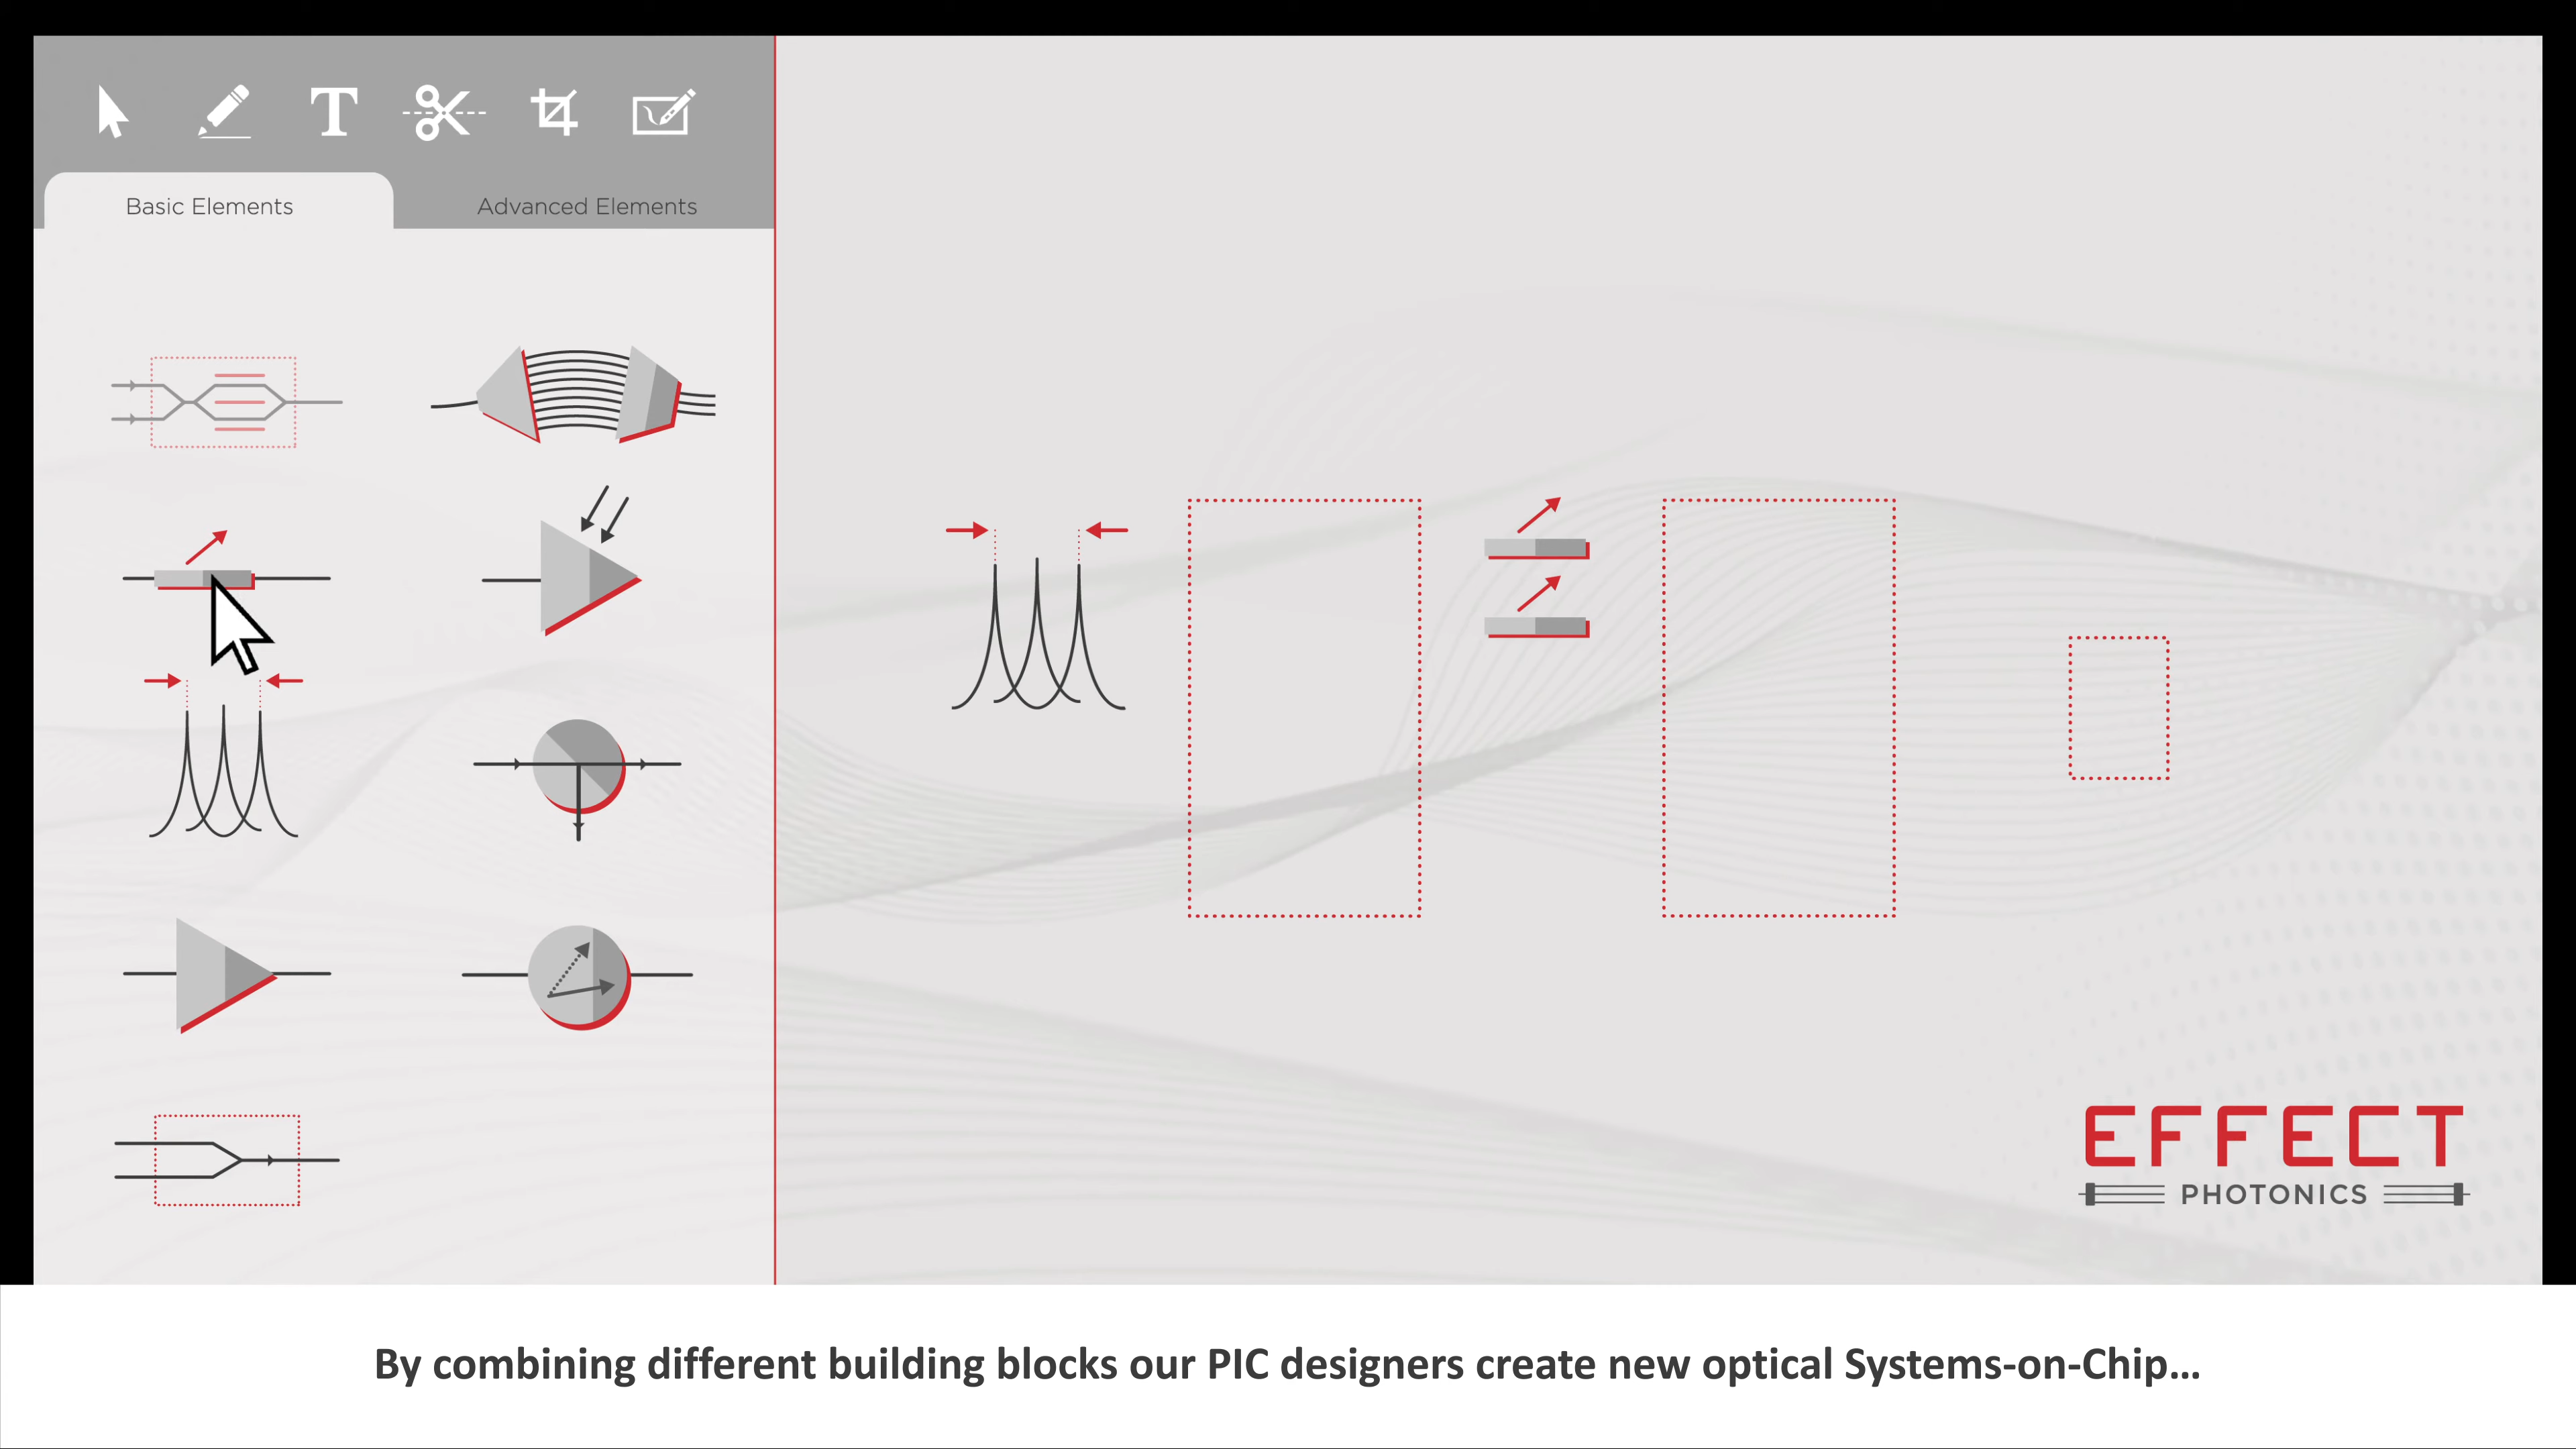 T
Basic Elements
Advanced Elements
EFFECT
PHOTONICS
By combining different building blocks our PIC designers create new optical Systems-on-Chip...